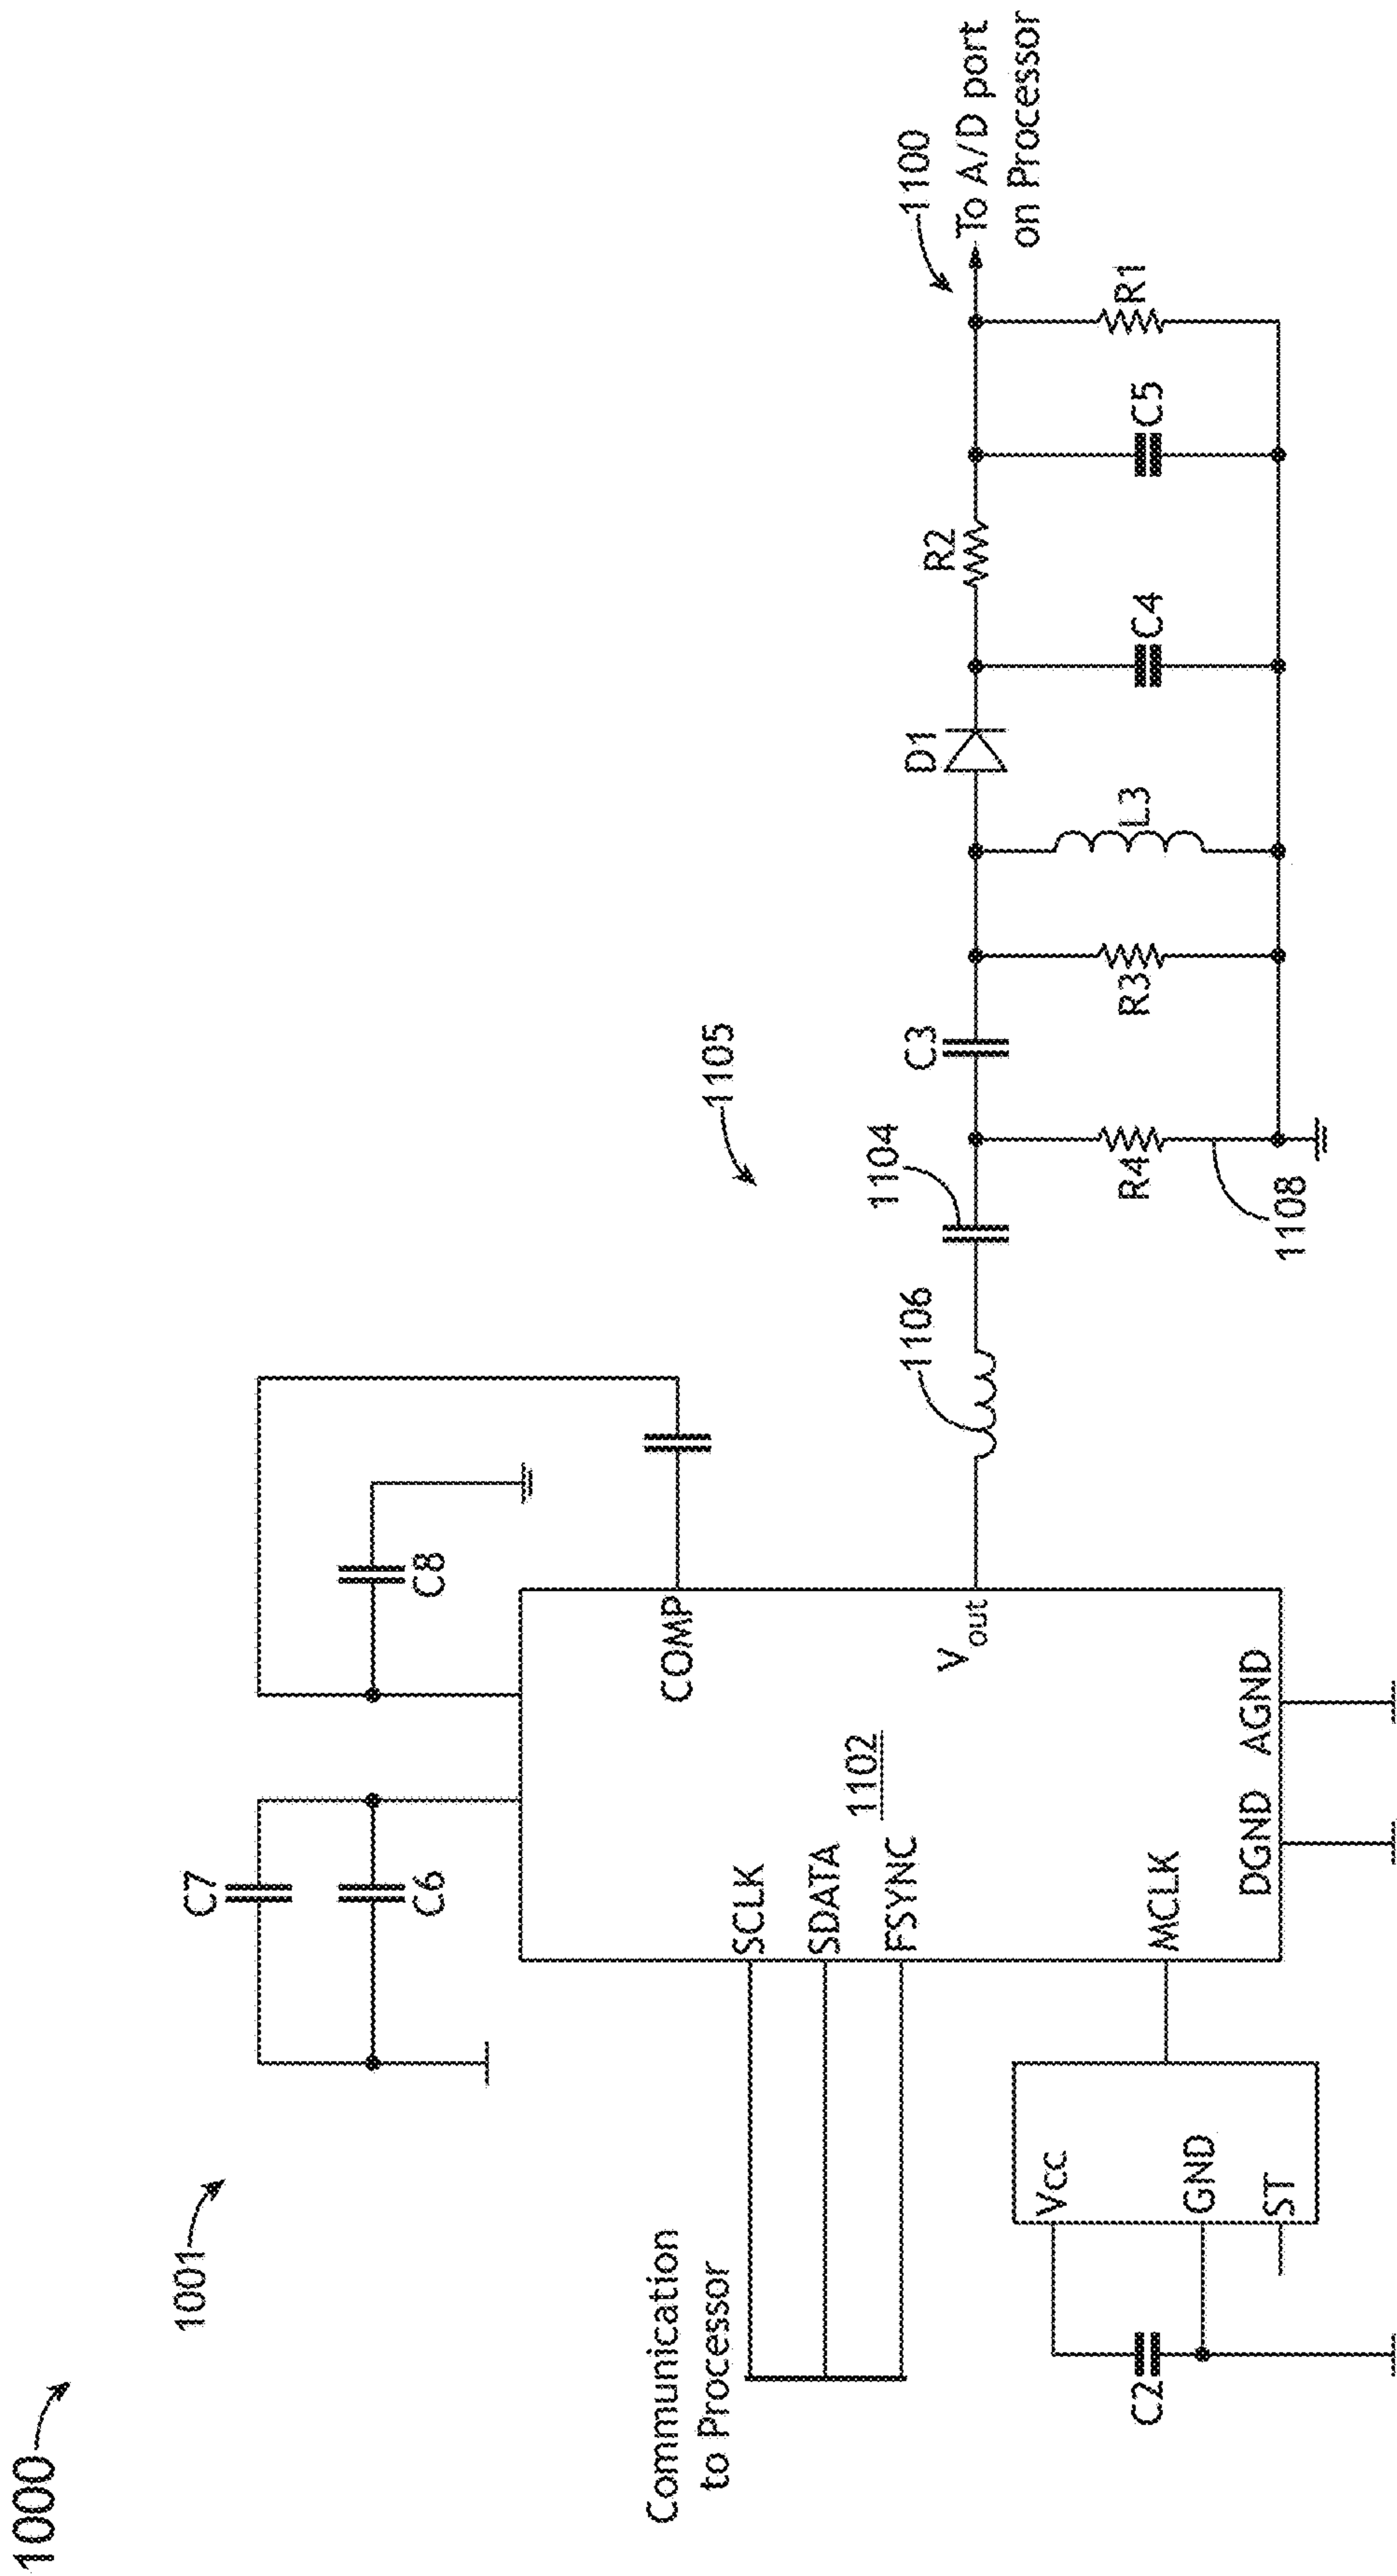 1000
1001
C7
C6
C8
COMP
Communication
to Processor
SCLK
SDATA
FSYNC
1102
V out
MCLK
DGND
AGND
Vcc
GND
ST
C2
1105
1106
1104
C3
R4
1108
R3
L3
D1
C4
R2
C5
R1
1100
To A/D port
on Processor